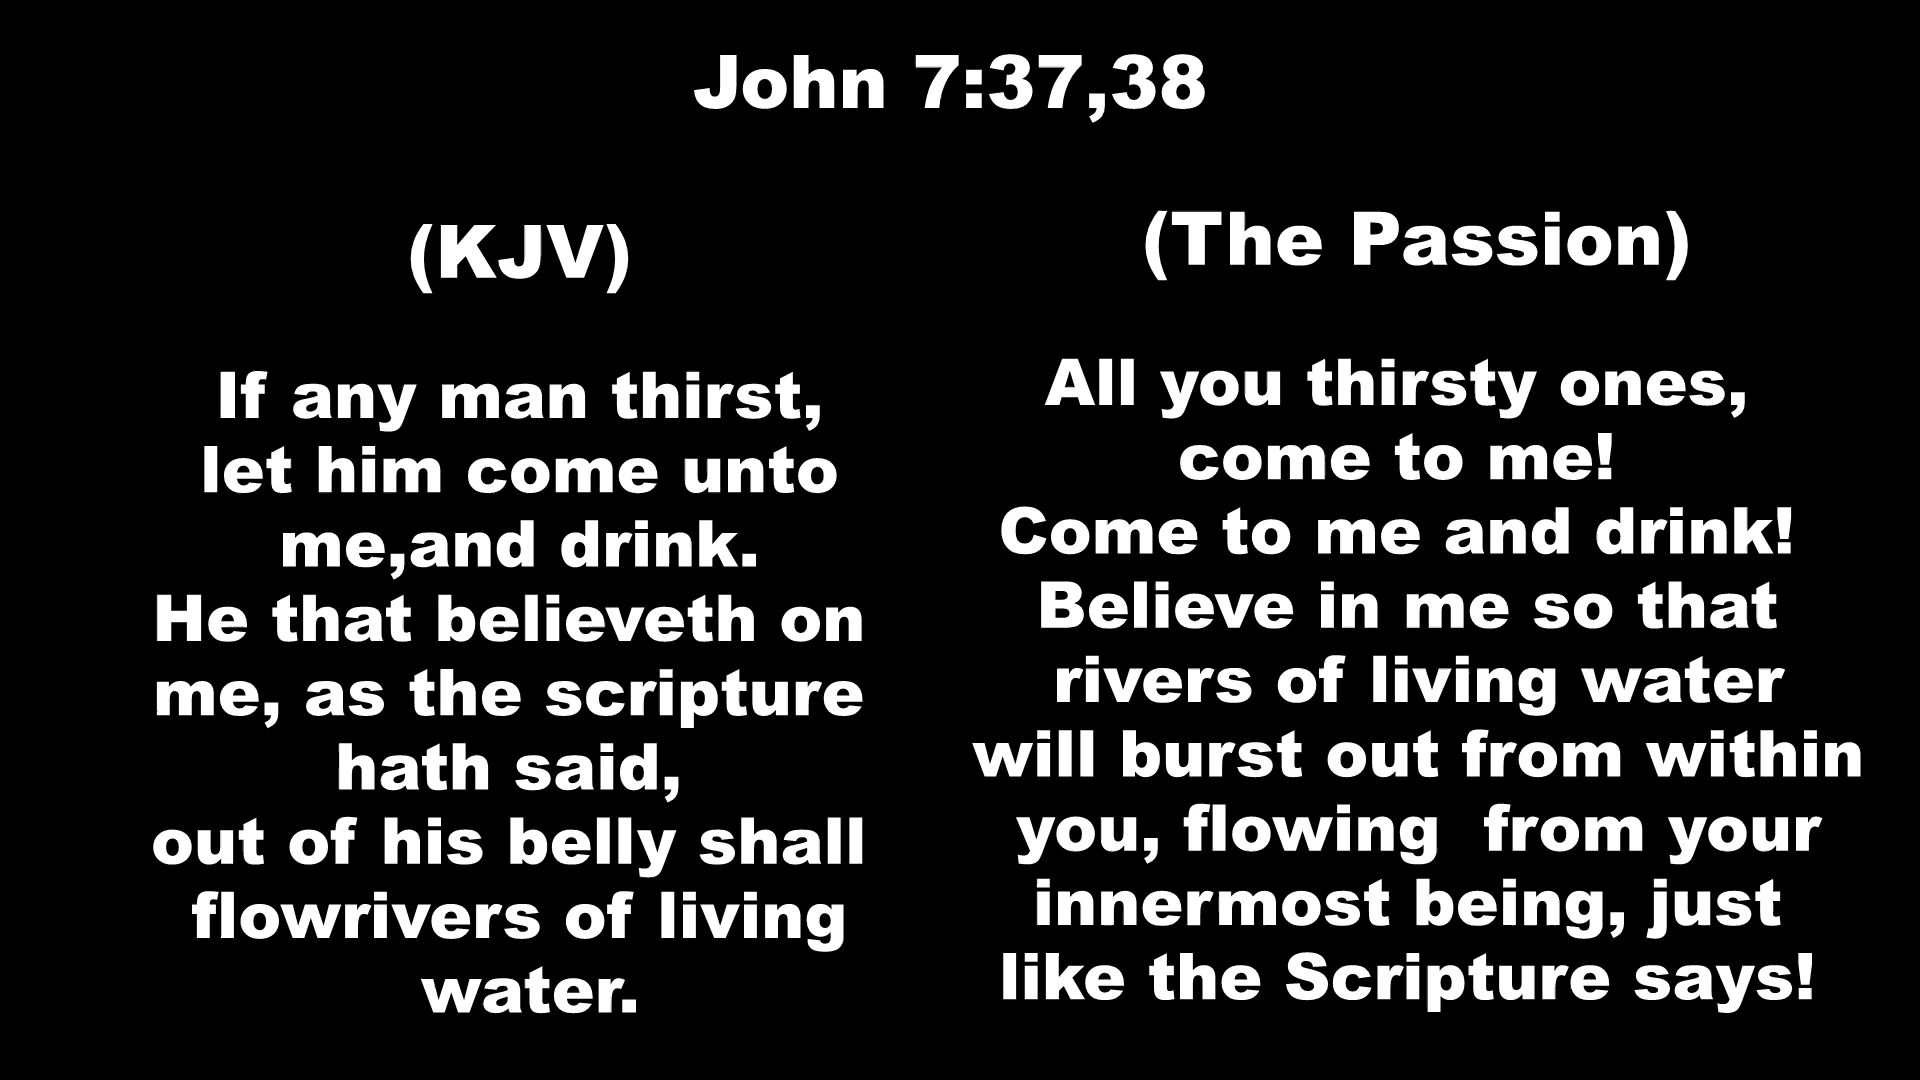 John 7:37,38
(KJV)
If any man thirst,
let him come unto
me,and drink.
He that believeth on
me, as the scripture
hath said,
out of his belly shall
flowrivers of living
water.
(The Passion)
All you thirsty ones,
come to me!
Come to me and drink!
Believe in me so that
rivers of living water
will burst out from within
you, flowing  from your
innermost being, just
like the Scripture says!